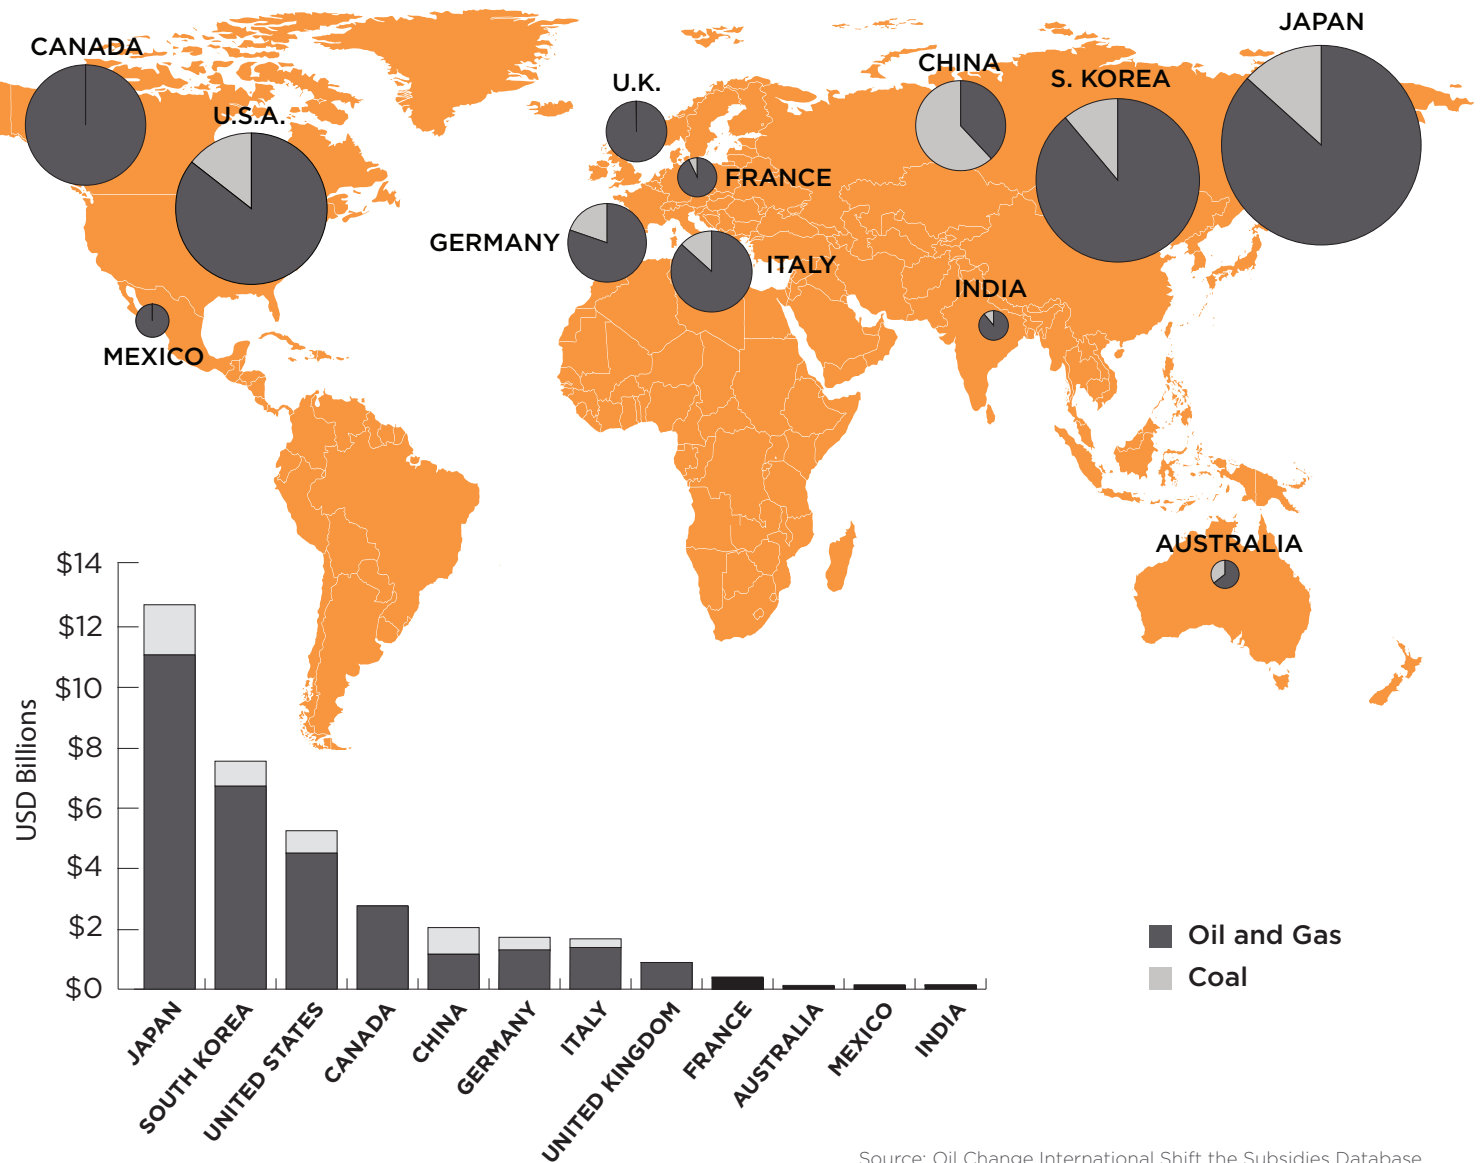 JAPAN
CANADA
CHINA
S. KOREA
U.K.
U.S.A.
FRANCE
GERMANY
ITALY
INDIA
MEXICO
AUSTRALIA
$14
$12
$10
$8
$6
$4
$2
$0
USD Billions
JAPAN
SOUTH KOREA
UNITED STATES
CANADA
CHINA
GERMANY
ITALY
UNITED KINGDOM
FRANCE
AUSTRALIA
MEXICO
INDIA
Oil and Gas
Coal
Source: Oil Change International Shift the Subsidies Database